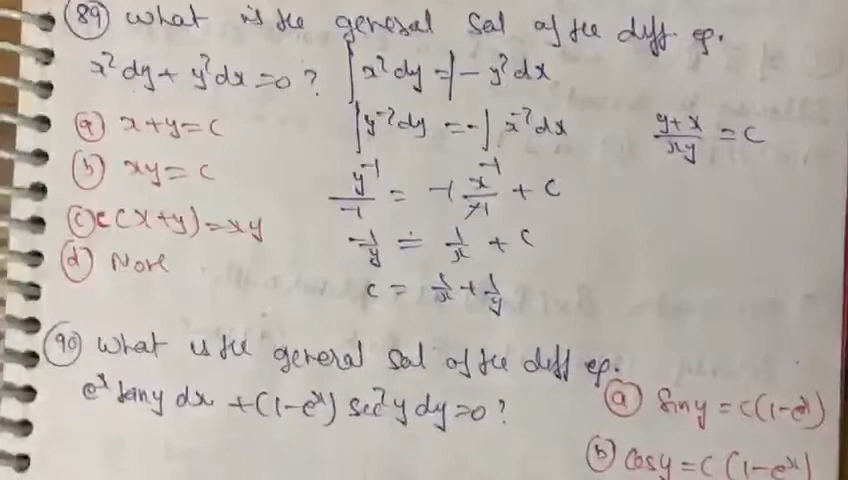 (89) What is the general sol of the diff. eq.
x² dy + y² dx = 0 ? ∫x² dy = ∫ - y² dx
(a) x + y = c ∫y⁻² dy = -∫x⁻² dx (y+x)/(xy) = c
(b) xy = c y⁻¹/-1 = -1 x⁻¹/-1 + c
(c) c(x+y) = xy -1/y = 1/x + c
(d) None c = 1/x + 1/y
(90) What is the general sol of the diff eq.
eˣ tany dx + (1-eˣ) sec²y dy = 0 ? (a) Siny = c(1-eˣ)
(b) Cosy = c (1-eˣ)